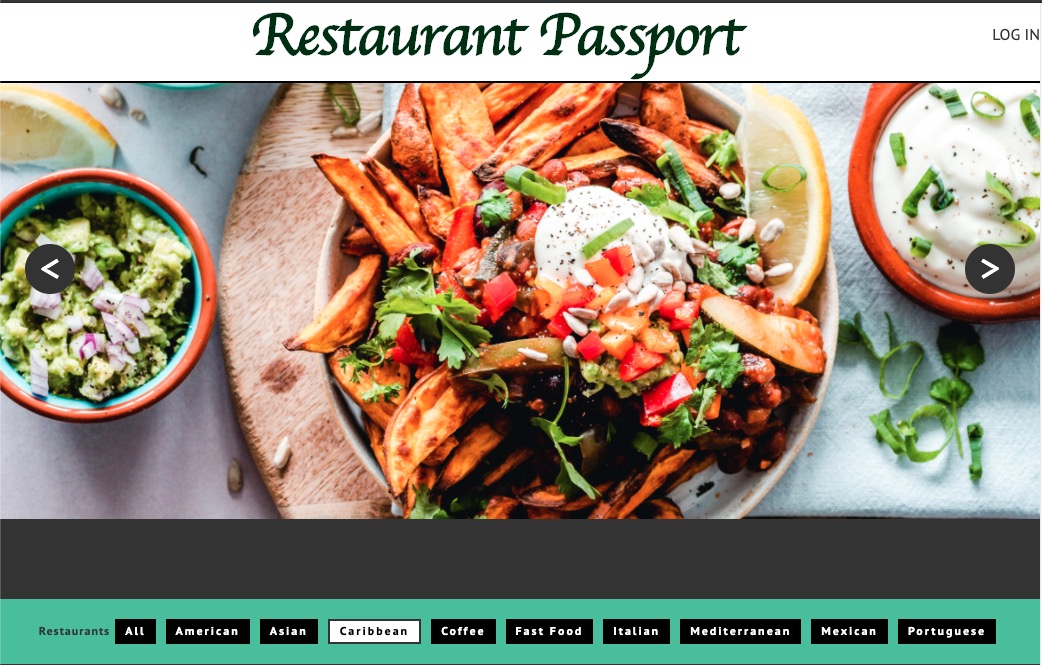 Restaurant Passport
LOG IN
<
>
Restaurants All American Asian Caribbean Coffee Fast Food Italian Mediterranean Mexican Portuguese